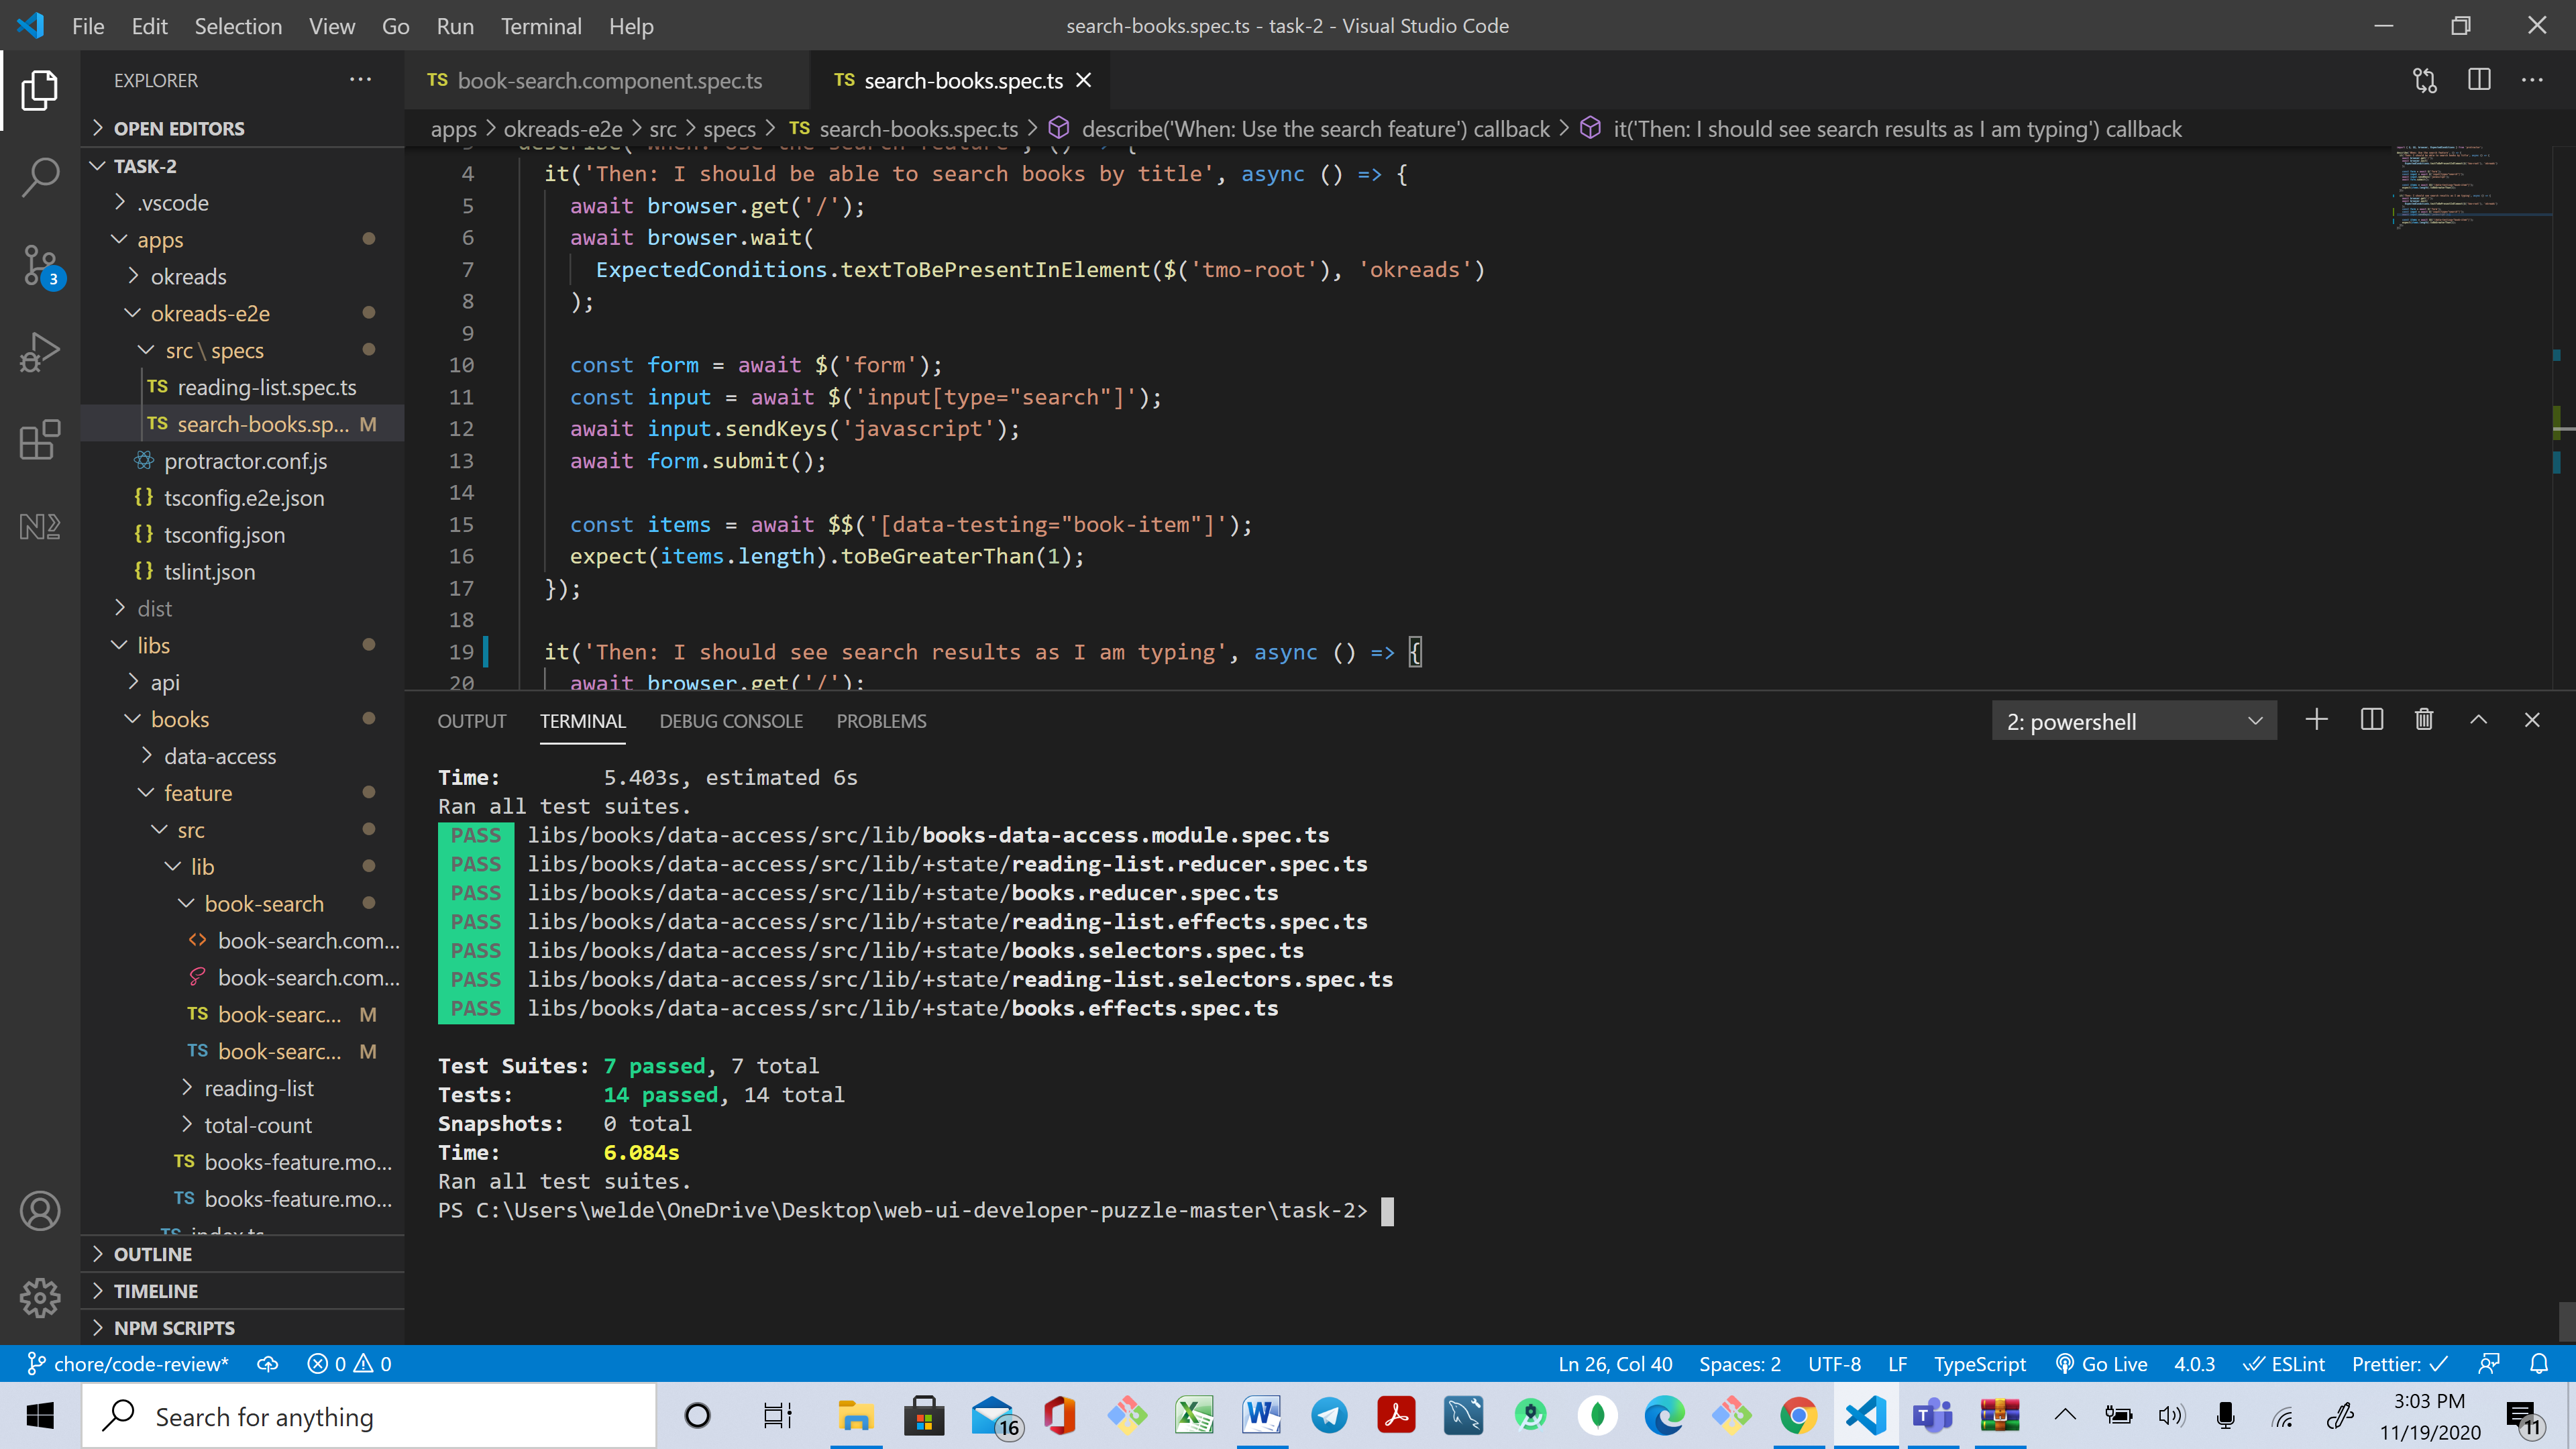 File Edit Selection View Go Run Terminal Help
search-books.spec.ts - task-2 - Visual Studio Code
EXPLORER
OPEN EDITORS
TASK-2
.vscode
apps
okreads
okreads-e2e
src \ specs
TS reading-list.spec.ts
TS search-books.sp... M
protractor.conf.js
{} tsconfig.e2e.json
{} tsconfig.json
{} tslint.json
dist
libs
api
books
data-access
feature
src
lib
book-search
<> book-search.com...
book-search.com...
TS book-searc... M
TS book-searc... M
reading-list
total-count
TS books-feature.mo...
TS books-feature.mo...
TS index.ts
OUTLINE
TIMELINE
NPM SCRIPTS
3
TS book-search.component.spec.ts
TS search-books.spec.ts
apps > okreads-e2e > src > specs > TS search-books.spec.ts > describe('When: Use the search feature') callback > it('Then: I should see search results as I am typing') callback
3 describe('When: Use the search feature', () => {
4 it('Then: I should be able to search books by title', async () => {
5 await browser.get('/');
6 await browser.wait(
7 ExpectedConditions.textToBePresentInElement($('tmo-root'), 'okreads')
8 );
9
10 const form = await $('form');
11 const input = await $('input[type="search"]');
12 await input.sendKeys('javascript');
13 await form.submit();
14
15 const items = await $$('[data-testing="book-item"]');
16 expect(items.length).toBeGreaterThan(1);
17 });
18
19 it('Then: I should see search results as I am typing', async () => {
20 await browser.get('/');
OUTPUT TERMINAL DEBUG CONSOLE PROBLEMS
2: powershell
Time: 5.403s, estimated 6s
Ran all test suites.
PASS libs/books/data-access/src/lib/books-data-access.module.spec.ts
PASS libs/books/data-access/src/lib/+state/reading-list.reducer.spec.ts
PASS libs/books/data-access/src/lib/+state/books.reducer.spec.ts
PASS libs/books/data-access/src/lib/+state/reading-list.effects.spec.ts
PASS libs/books/data-access/src/lib/+state/books.selectors.spec.ts
PASS libs/books/data-access/src/lib/+state/reading-list.selectors.spec.ts
PASS libs/books/data-access/src/lib/+state/books.effects.spec.ts
Test Suites: 7 passed, 7 total
Tests: 14 passed, 14 total
Snapshots: 0 total
Time: 6.084s
Ran all test suites.
PS C:\Users\welde\OneDrive\Desktop\web-ui-developer-puzzle-master\task-2>
chore/code-review* 0 0
Ln 26, Col 40 Spaces: 2 UTF-8 LF TypeScript Go Live 4.0.3 ESLint Prettier: ✓
Search for anything
16
3:03 PM
11/19/2020
11